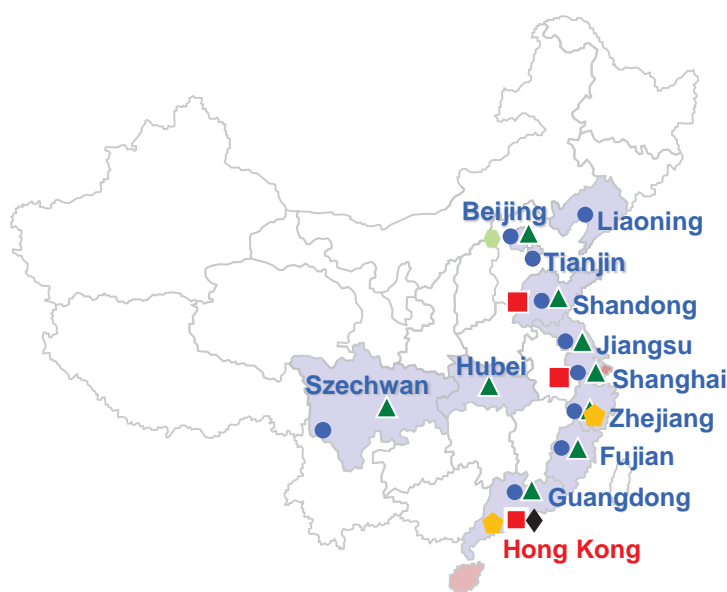 Beijing
Liaoning
Tianjin
Shandong
Jiangsu
Hubei
Szechwan
Shanghai
Zhejiang
Fujian
Guangdong
Hong Kong